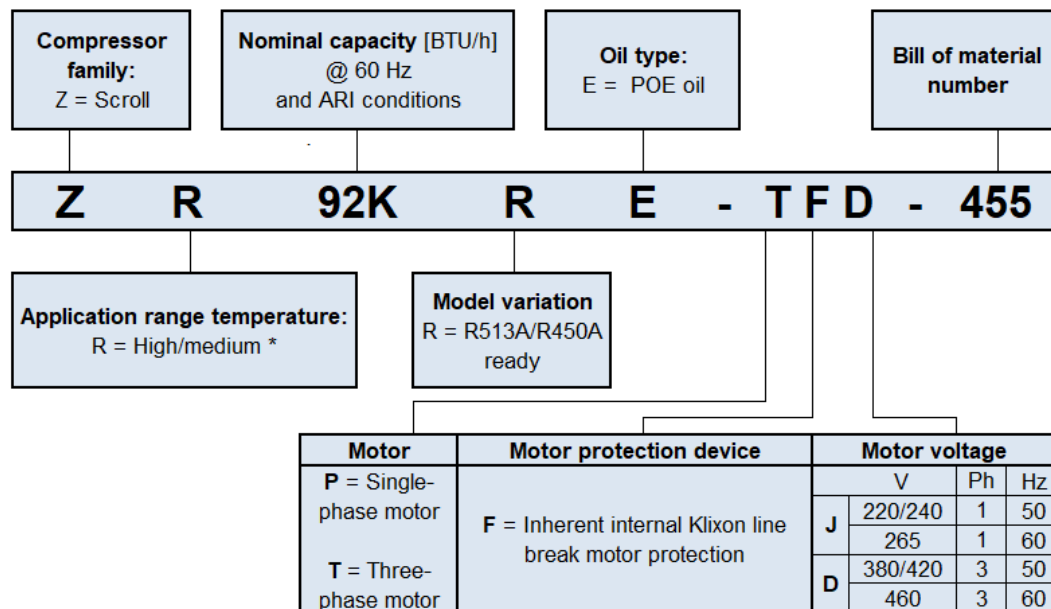 Compressor
family:
Z = Scroll
Nominal capacity [BTU/h]
@ 60 Hz
and ARI conditions
Oil type:
E = POE oil
Bill of material
number
Z R 92K R E - T F D - 455
Application range temperature:
R = High/medium *
Model variation
R = R513A/R450A
ready
Motor
Motor protection device
Motor voltage
P = Single-
phase motor
T = Three-
phase motor
F = Inherent internal Klixon line
break motor protection
V Ph Hz
J 220/240 1 50
265 1 60
D 380/420 3 50
460 3 60